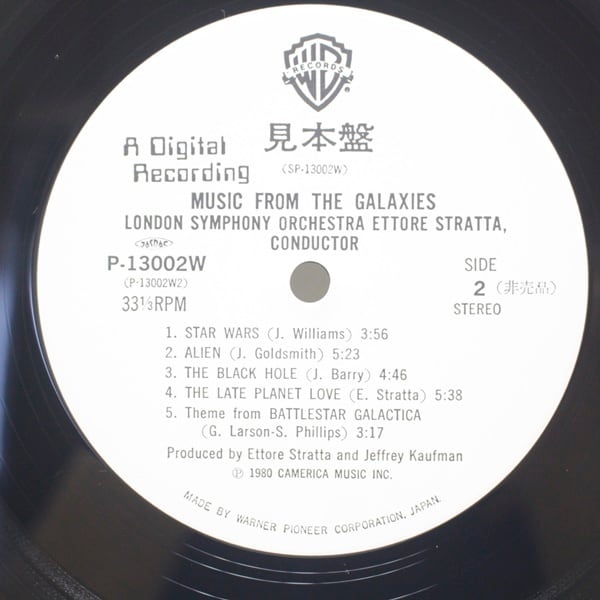 WB
RECORDS
®
A Digital
Recording
見本盤
(SP-13002W)
MUSIC FROM THE GALAXIES
LONDON SYMPHONY ORCHESTRA ETTORE STRATTA,
CONDUCTOR
P-13002W
(P-13002W2)
33⅓RPM
SIDE
2 (非売品)
STEREO
1. STAR WARS (J. Williams) 3:56
2. ALIEN (J. Goldsmith) 5:23
3. THE BLACK HOLE (J. Barry) 4:46
4. THE LATE PLANET LOVE (E. Stratta) 5:38
5. Theme from BATTLESTAR GALACTICA
(G. Larson-S. Phillips) 3:17
Produced by Ettore Stratta and Jeffrey Kaufman
℗ 1980 CAMERICA MUSIC INC.
MADE BY WARNER PIONEER CORPORATION, JAPAN.